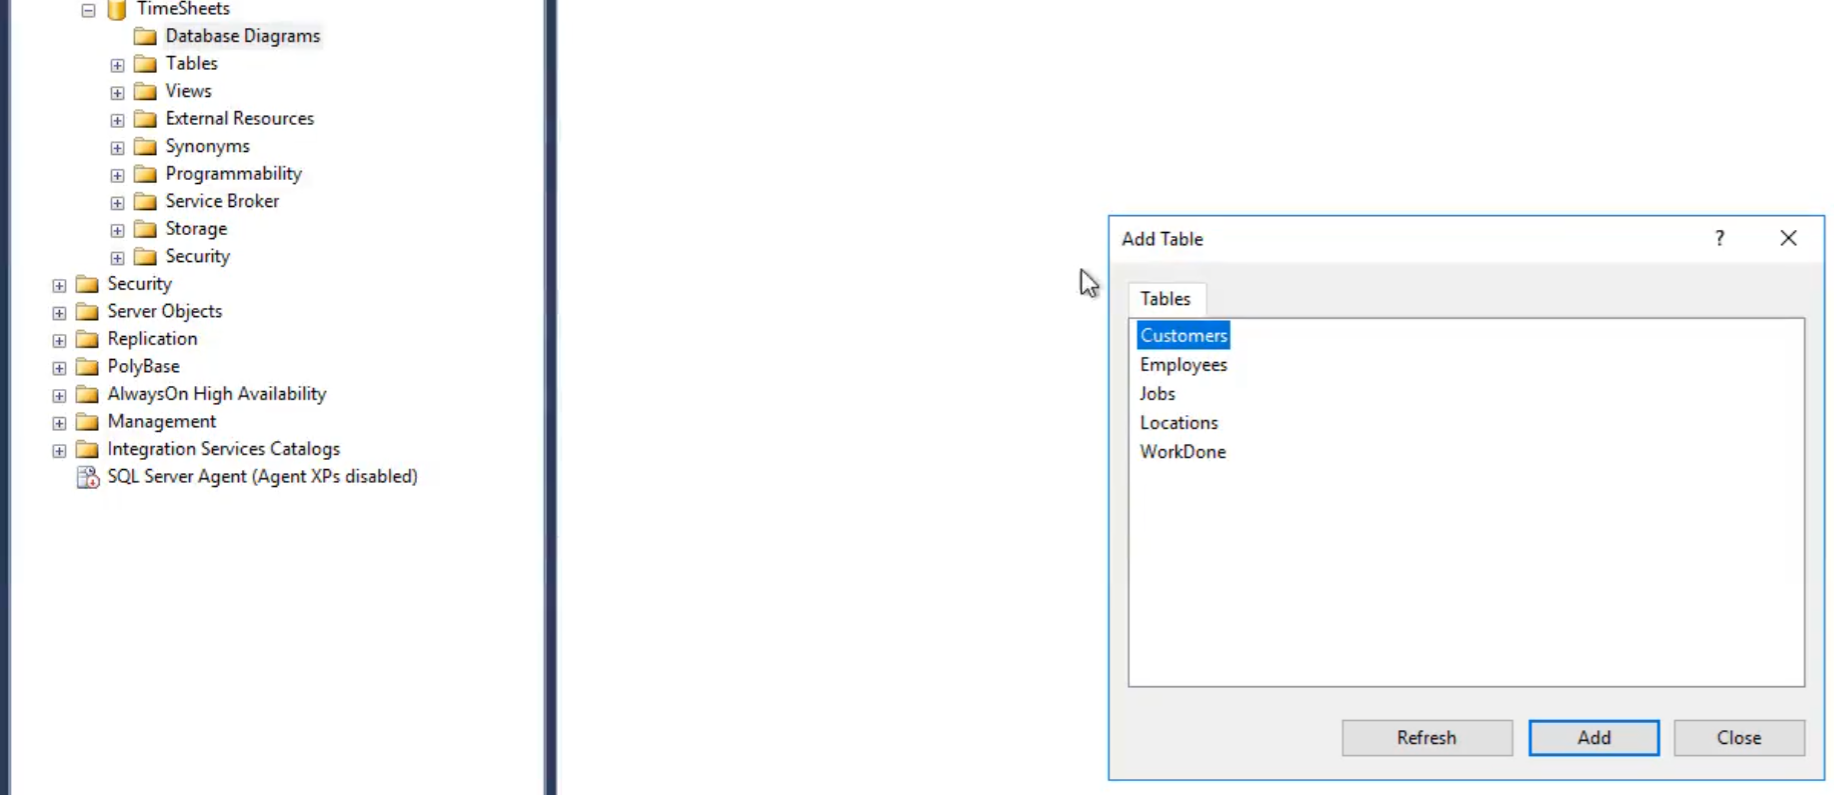 TimeSheets
Database Diagrams
Tables
Views
External Resources
Synonyms
Programmability
Service Broker
Storage
Security
Security
Server Objects
Replication
PolyBase
AlwaysOn High Availability
Management
Integration Services Catalogs
SQL Server Agent (Agent XPs disabled)
Add Table
?
Tables
Customers
Employees
Jobs
Locations
WorkDone
Refresh Add Close